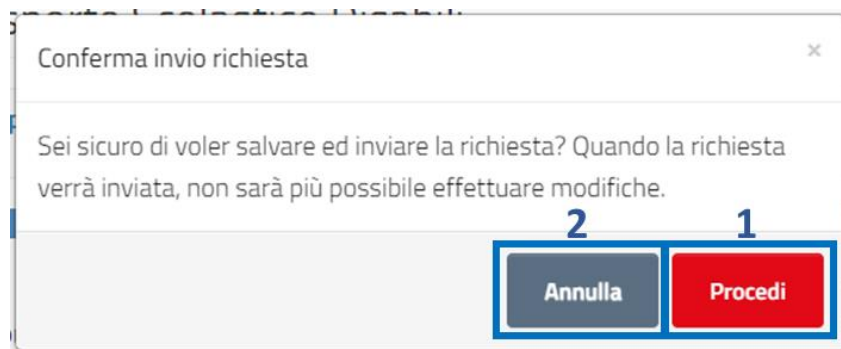 Conferma invio richiesta ×
Sei sicuro di voler salvare ed inviare la richiesta? Quando la richiesta
verrà inviata, non sarà più possibile effettuare modifiche.
2 1
Annulla Procedi